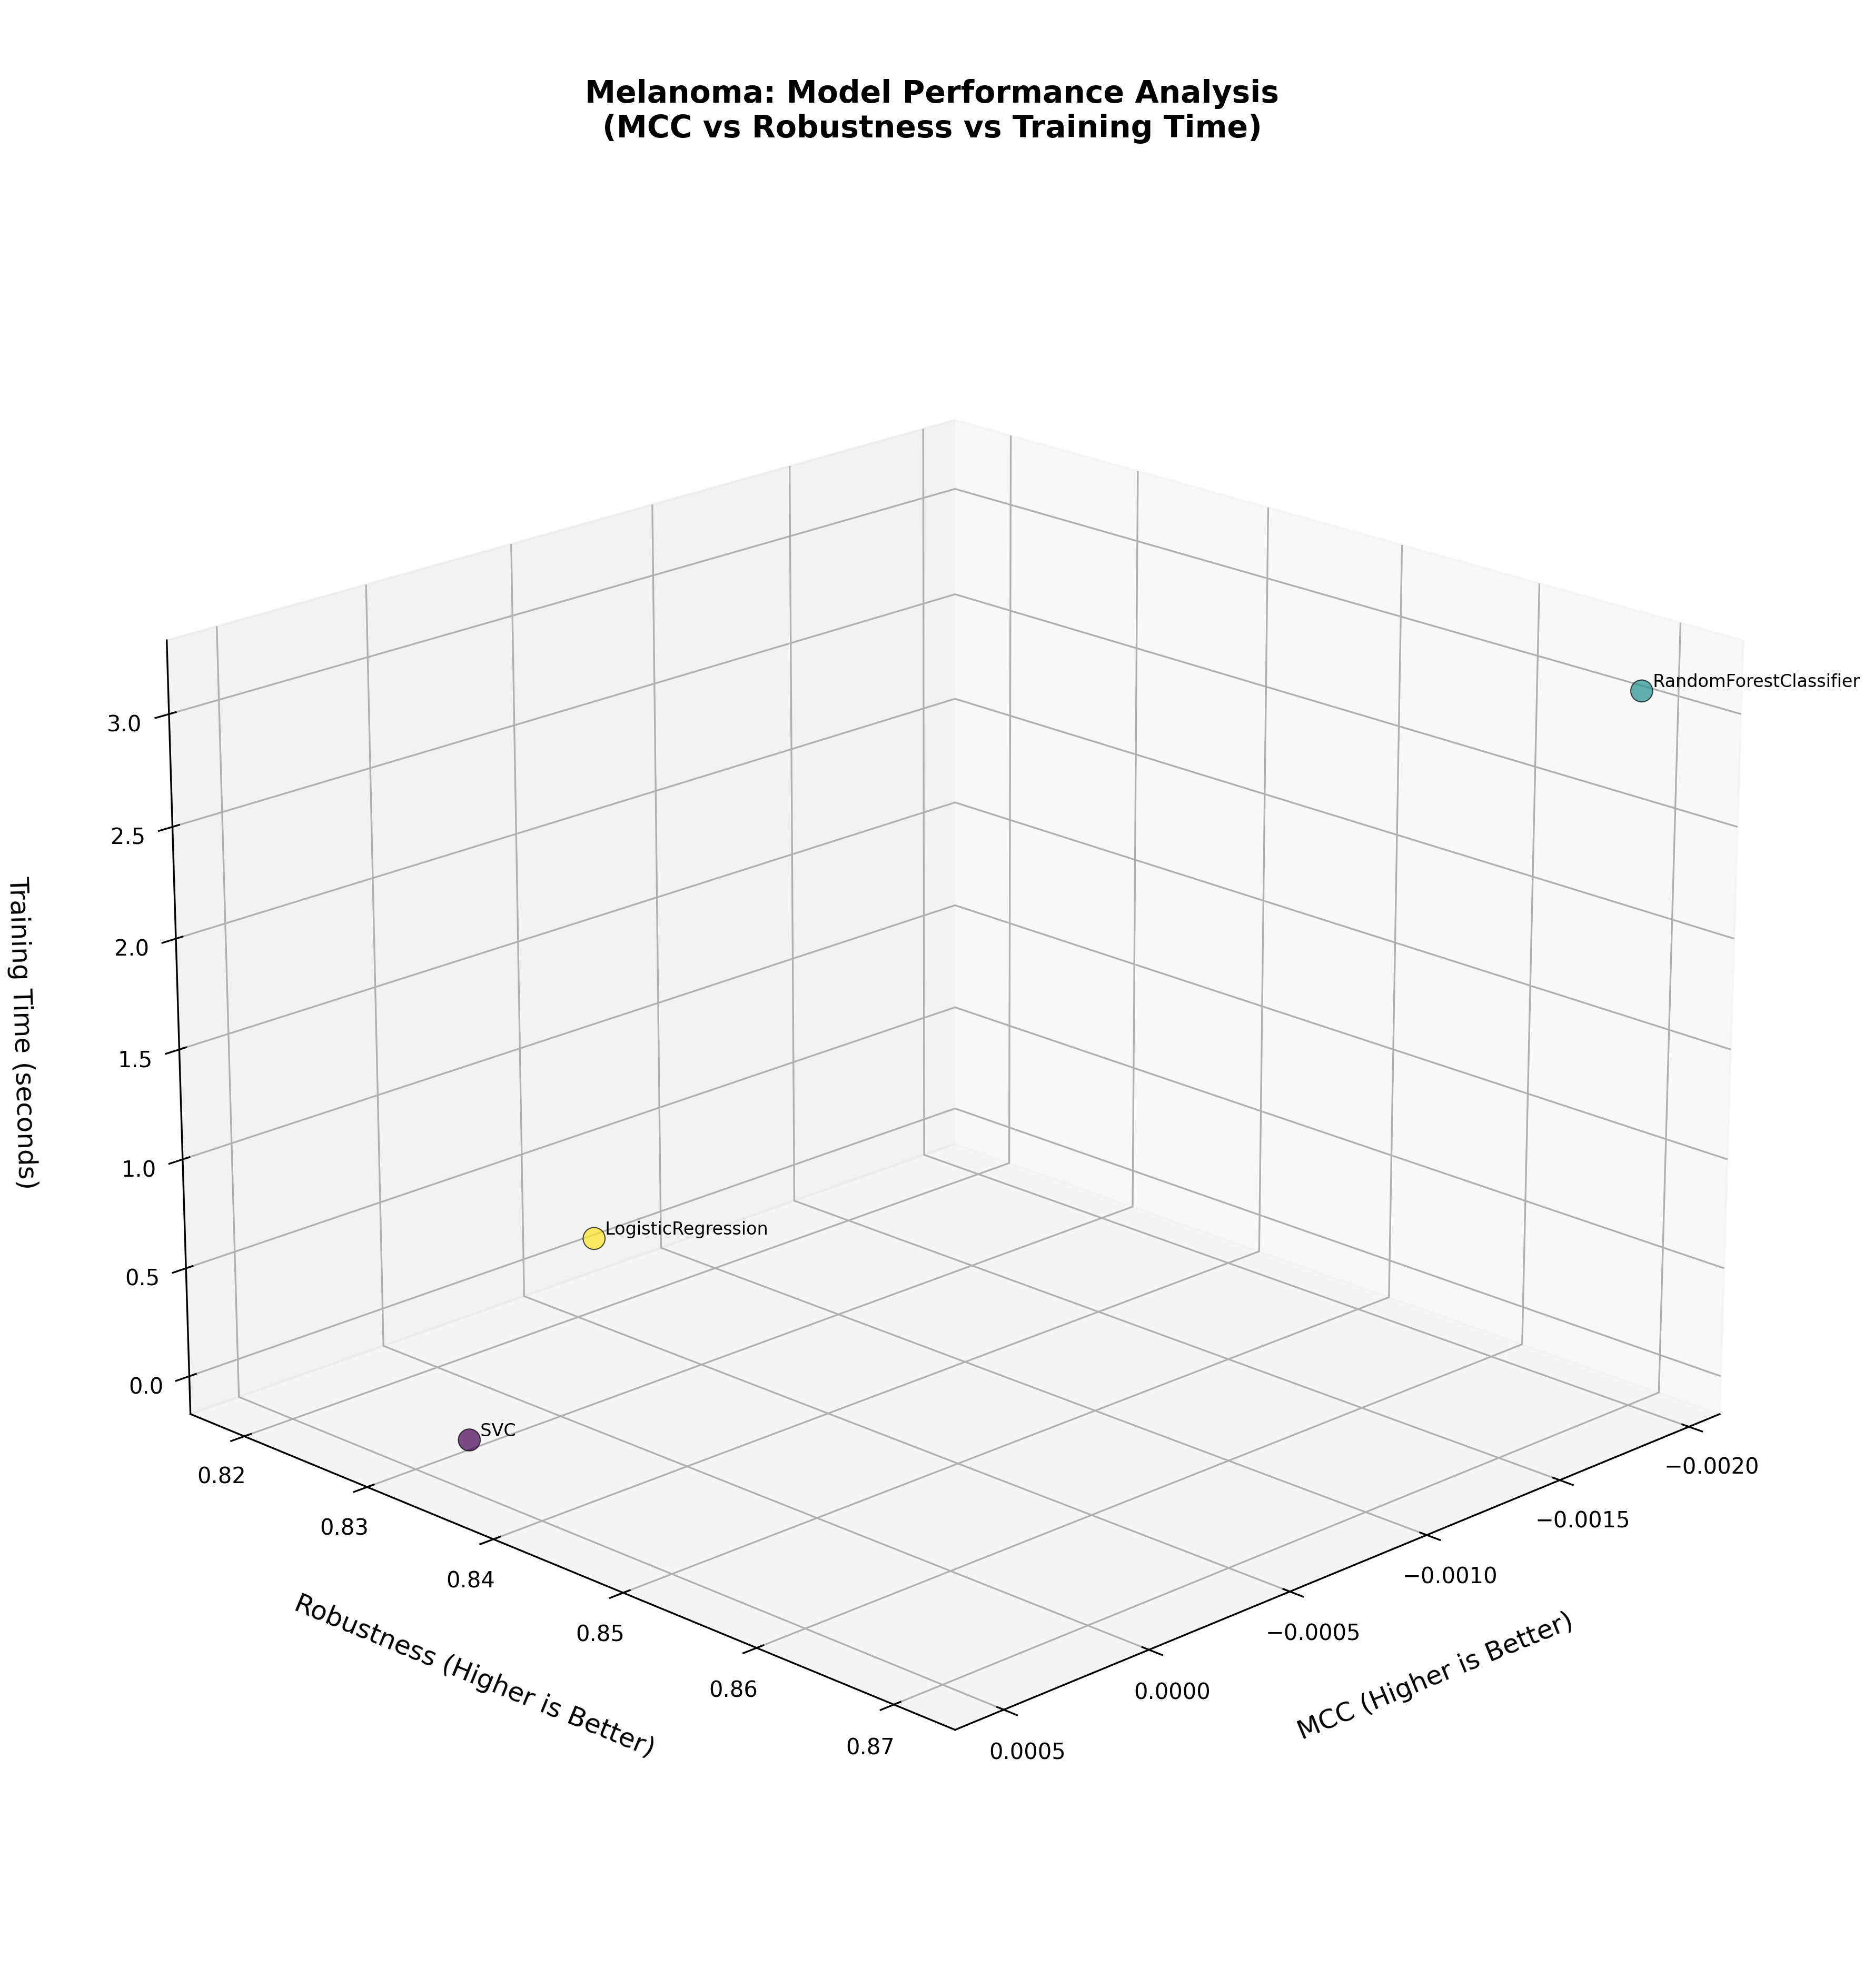 Melanoma: Model Performance Analysis
(MCC vs Robustness vs Training Time)
RandomForestClassifier
LogisticRegression
SVC
Training Time (seconds)
3.0
2.5
2.0
1.5
1.0
0.5
0.0
0.82
0.83
0.84
0.85
0.86
0.87
Robustness (Higher is Better)
−0.0020
−0.0015
−0.0010
−0.0005
0.0000
0.0005
MCC (Higher is Better)